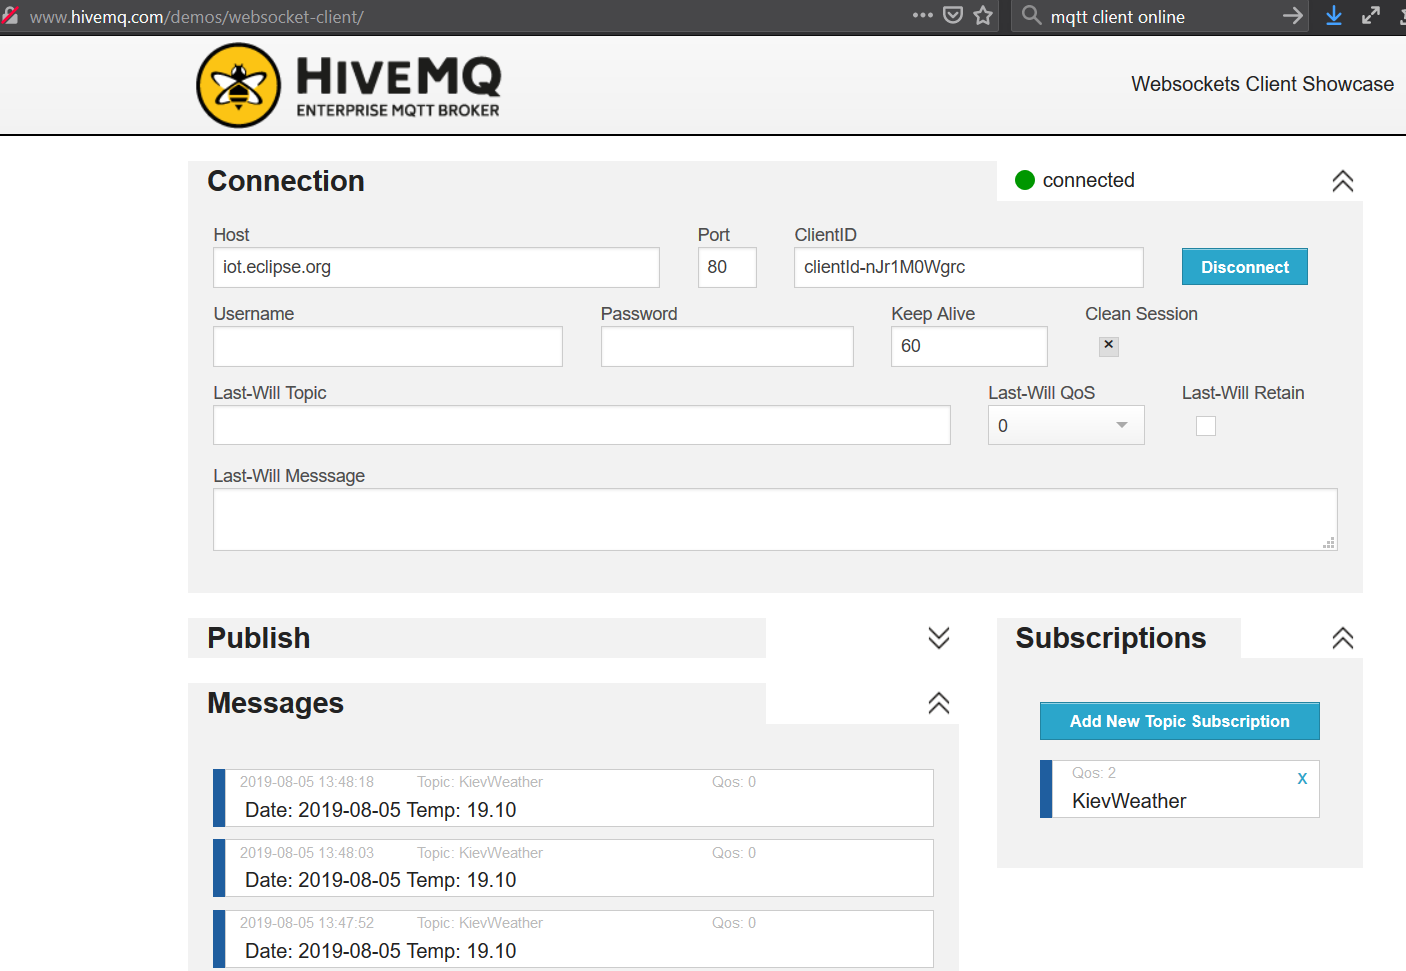 www.hivemq.com/demos/websocket-client/
mqtt client online
HIVEMQ
ENTERPRISE MQTT BROKER
Websockets Client Showcase
Connection
connected
Host
Port
ClientID
iot.eclipse.org
80
clientId-nJr1M0Wgrc
Disconnect
Username
Password
Keep Alive
Clean Session
60
Last-Will Topic
Last-Will QoS
Last-Will Retain
0
Last-Will Messsage
Publish
Subscriptions
Messages
Add New Topic Subscription
2019-08-05 13:48:18 Topic: KievWeather Qos: 0
Date: 2019-08-05 Temp: 19.10
Qos: 2
x
KievWeather
2019-08-05 13:48:03 Topic: KievWeather Qos: 0
Date: 2019-08-05 Temp: 19.10
2019-08-05 13:47:52 Topic: KievWeather Qos: 0
Date: 2019-08-05 Temp: 19.10